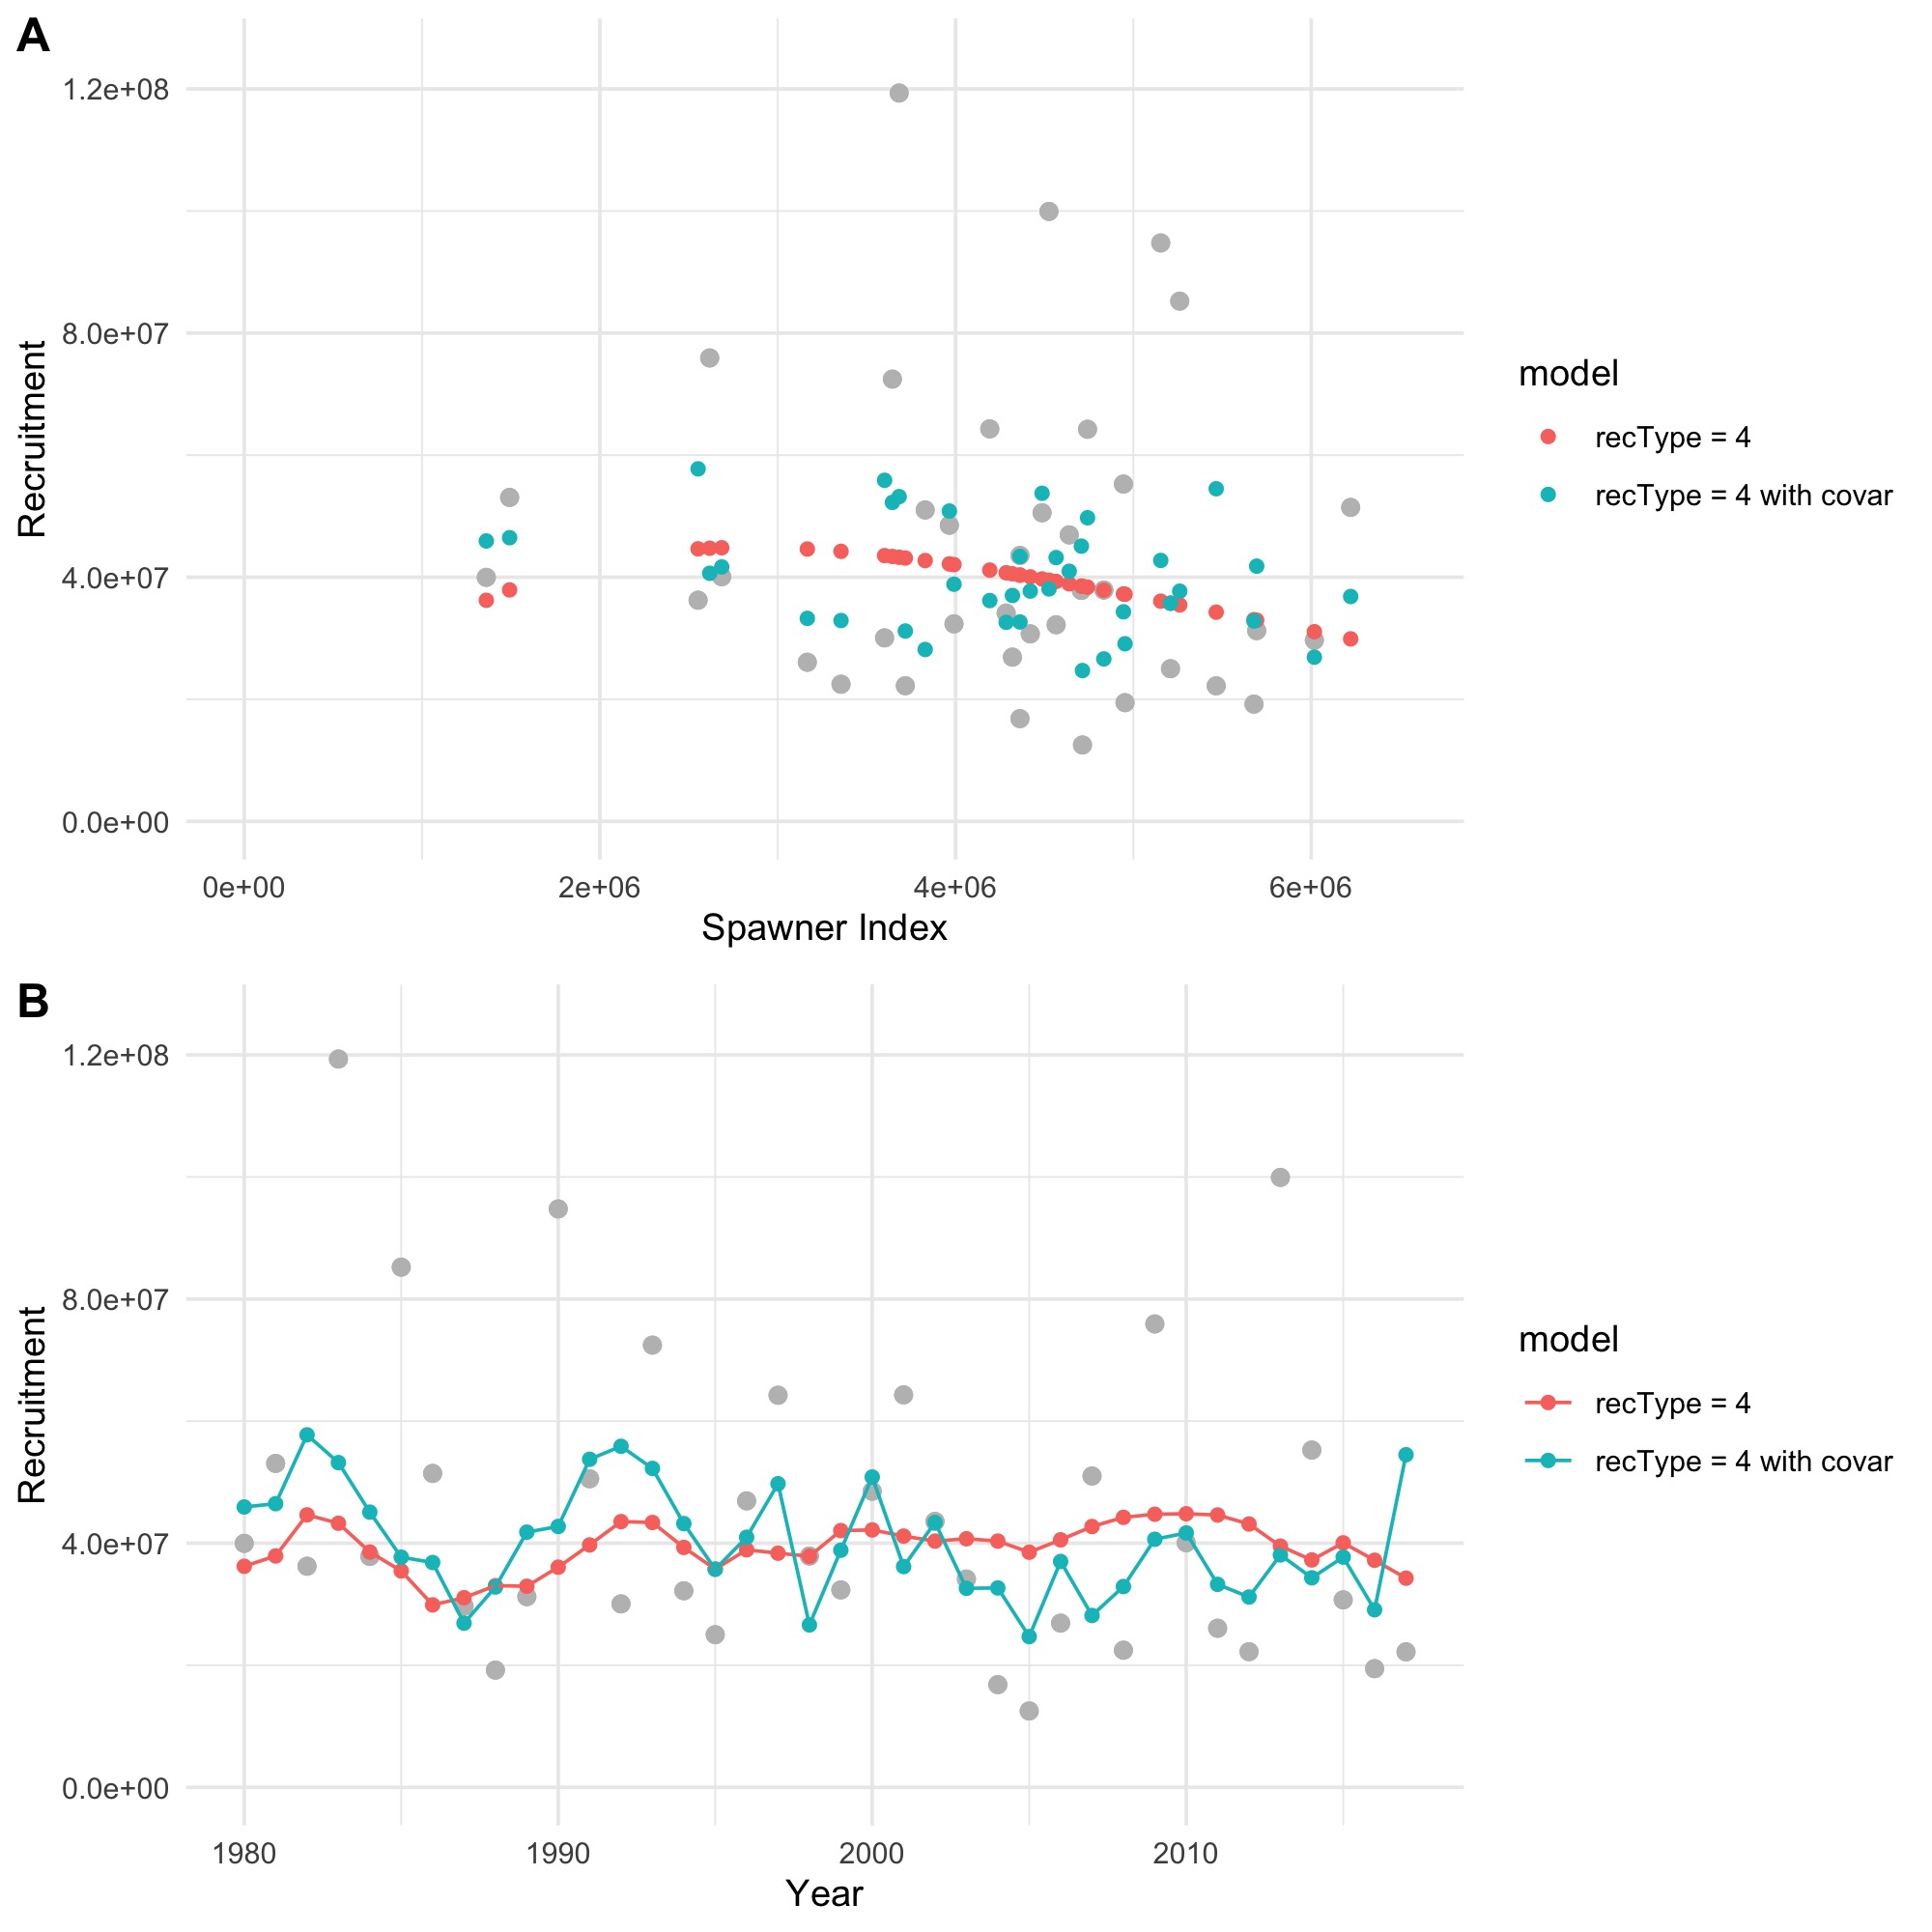 A
1.2e+08
8.0e+07
4.0e+07
0.0e+00
Recruitment
0e+00 2e+06 4e+06 6e+06
Spawner Index
model
recType = 4
recType = 4 with covar
B
1.2e+08
8.0e+07
4.0e+07
0.0e+00
Recruitment
1980 1990 2000 2010
Year
model
recType = 4
recType = 4 with covar